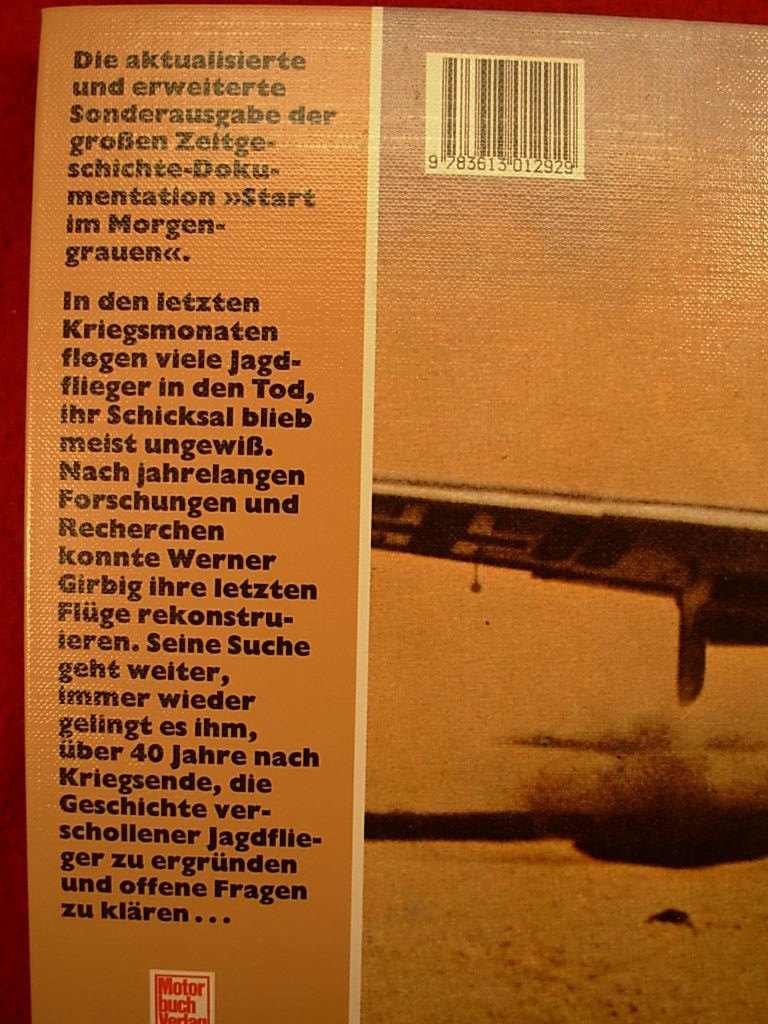 Die aktualisierte
und erweiterte
Sonderausgabe der
großen Zeitge-
schichte-Doku-
mentation »Start
im Morgen-
grauen«.
In den letzten
Kriegsmonaten
flogen viele Jagd-
flieger in den Tod,
ihr Schicksal blieb
meist ungewiß.
Nach jahrelangen
Forschungen und
Recherchen
konnte Werner
Girbig ihre letzten
Flüge rekonstru-
ieren. Seine Suche
geht weiter,
immer wieder
gelingt es ihm,
über 40 Jahre nach
Kriegsende, die
Geschichte ver-
schollener Jagdflie-
ger zu ergründen
und offene Fragen
zu klären...
Motor
buch
Verlag
9 783613 012929